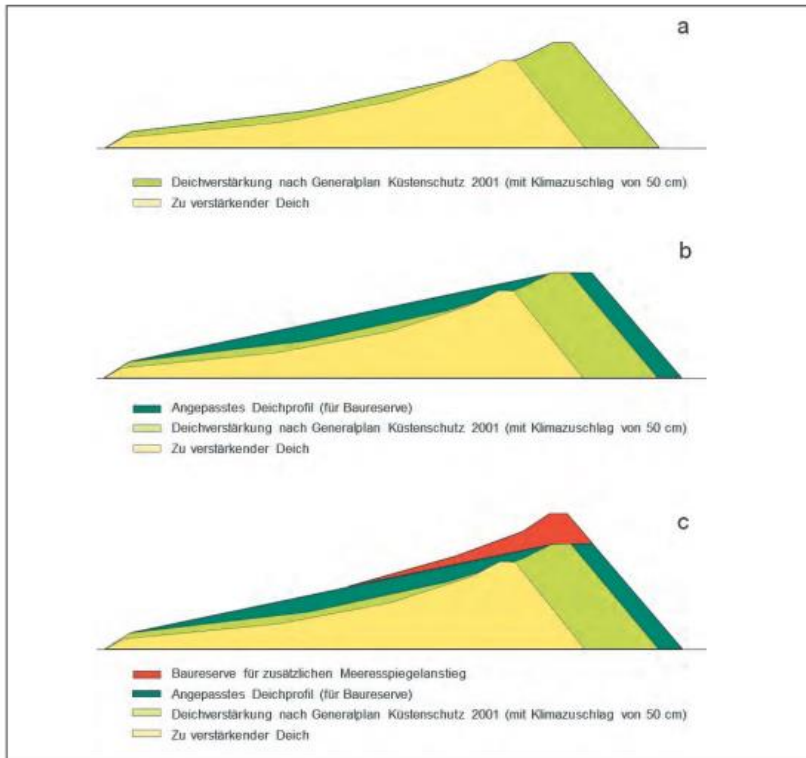 a
Deichverstärkung nach Generalplan Küstenschutz 2001 (mit Klimazuschlag von 50 cm)
Zu verstärkender Deich
b
Angepasstes Deichprofil (für Baureserve)
Deichverstärkung nach Generalplan Küstenschutz 2001 (mit Klimazuschlag von 50 cm)
Zu verstärkender Deich
c
Baureserve für zusätzlichen Meeresspiegelanstieg
Angepasstes Deichprofil (für Baureserve)
Deichverstärkung nach Generalplan Küstenschutz 2001 (mit Klimazuschlag von 50 cm)
Zu verstärkender Deich